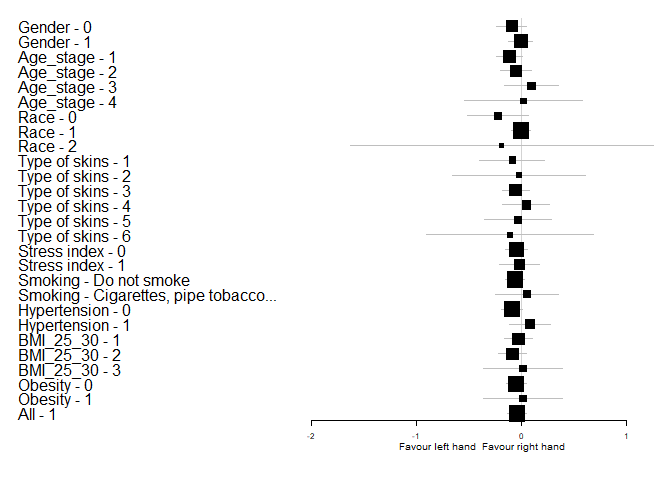 Gender - 0
Gender - 1
Age_stage - 1
Age_stage - 2
Age_stage - 3
Age_stage - 4
Race - 0
Race - 1
Race - 2
Type of skins - 1
Type of skins - 2
Type of skins - 3
Type of skins - 4
Type of skins - 5
Type of skins - 6
Stress index - 0
Stress index - 1
Smoking - Do not smoke
Smoking - Cigarettes, pipe tobacco...
Hypertension - 0
Hypertension - 1
BMI_25_30 - 1
BMI_25_30 - 2
BMI_25_30 - 3
Obesity - 0
Obesity - 1
All - 1
-2 -1 0 1
Favour left hand Favour right hand